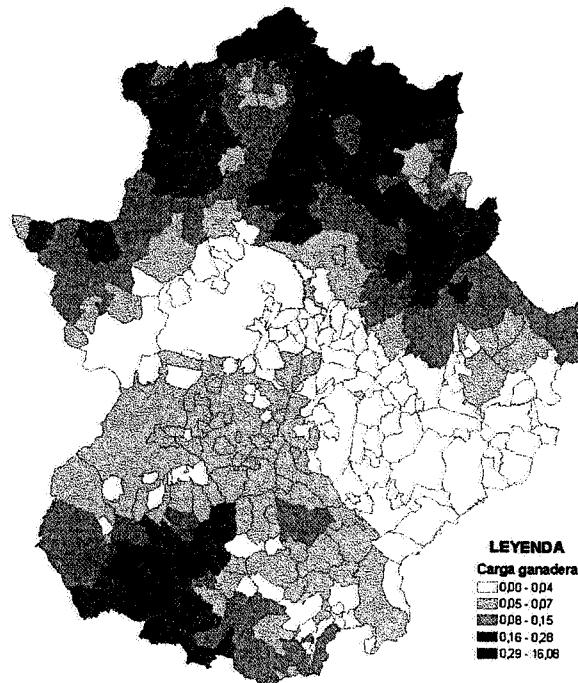 LEYENDA
Carga ganadera
0,00 - 0,04
0,05 - 0,07
0,08 - 0,15
0,16 - 0,28
0,29 - 16,08